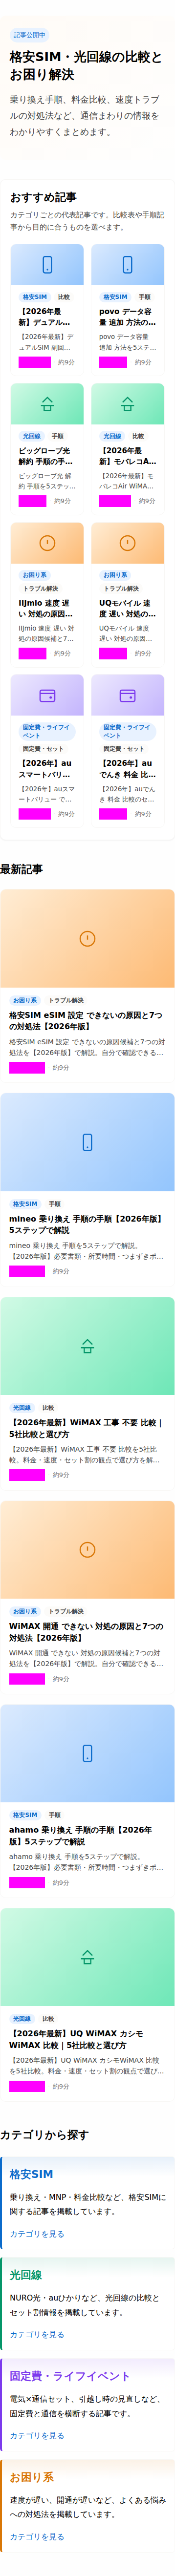 記事公開中
格安SIM・光回線の比較と
お困り解決
乗り換え手順、料金比較、速度トラブ
ルの対処法など、通信まわりの情報を
わかりやすくまとめます。
おすすめ記事
カテゴリごとの代表記事です。比較表や手順記
事から目的に合うものを選べます。
格安SIM 比較
【2026年最
新】デュアル…
【2026年最新】デ
ュアルSIM 副回…
約9分
格安SIM 手順
povo データ容
量 追加 方法の…
povo データ容量
追加 方法を5ステ…
約9分
光回線 手順
ビッグローブ光
解約 手順の手…
ビッグローブ光 解
約 手順を5ステッ…
約9分
光回線 比較
【2026年最
新】モバレコA…
【2026年最新】モ
バレコAir WiMA…
約9分
お困り系
トラブル解決
IIJmio 速度 遅
い 対処の原因…
IIJmio 速度 遅い 対
処の原因候補と7…
約9分
お困り系
トラブル解決
UQモバイル 速
度 遅い 対処の…
UQモバイル 速度
遅い 対処の原因…
約9分
固定費・ライフイ
ベント
固定費・セット
【2026年】au
スマートバリ…
【2026年】auスマ
ートバリュー で…
約9分
固定費・ライフイ
ベント
固定費・セット
【2026年】au
でんき 料金 比…
【2026年】auでん
き 料金 比較のセ…
約9分
最新記事
お困り系 トラブル解決
格安SIM eSIM 設定 できないの原因と7つ
の対処法【2026年版】
格安SIM eSIM 設定 できないの原因候補と7つの対
処法を【2026年版】で解説。自分で確認できる…
約9分
格安SIM 手順
mineo 乗り換え 手順の手順【2026年版】
5ステップで解説
mineo 乗り換え 手順を5ステップで解説。
【2026年版】必要書類・所要時間・つまずきポ…
約9分
光回線 比較
【2026年最新】WiMAX 工事 不要 比較｜
5社比較と選び方
【2026年最新】WiMAX 工事 不要 比較を5社比
較。料金・速度・セット割の観点で選び方を解…
約9分
お困り系 トラブル解決
WiMAX 開通 できない 対処の原因と7つの
対処法【2026年版】
WiMAX 開通 できない 対処の原因候補と7つの対
処法を【2026年版】で解説。自分で確認できる…
約9分
格安SIM 手順
ahamo 乗り換え 手順の手順【2026年
版】5ステップで解説
ahamo 乗り換え 手順を5ステップで解説。
【2026年版】必要書類・所要時間・つまずきポ…
約9分
光回線 比較
【2026年最新】UQ WiMAX カシモ
WiMAX 比較｜5社比較と選び方
【2026年最新】UQ WiMAX カシモWiMAX 比較
を5社比較。料金・速度・セット割の観点で選び…
約9分
カテゴリから探す
格安SIM
乗り換え・MNP・料金比較など、格安SIMに関
する記事を掲載しています。
カテゴリを見る
光回線
NURO光・auひかりなど、光回線の比較と
セット割情報を掲載しています。
カテゴリを見る
固定費・ライフイベント
電気×通信セット、引越し時の見直しなど、
固定費と通信を横断する記事です。
カテゴリを見る
お困り系
速度が遅い、開通が遅いなど、よくある悩み
への対処法を掲載しています。
カテゴリを見る